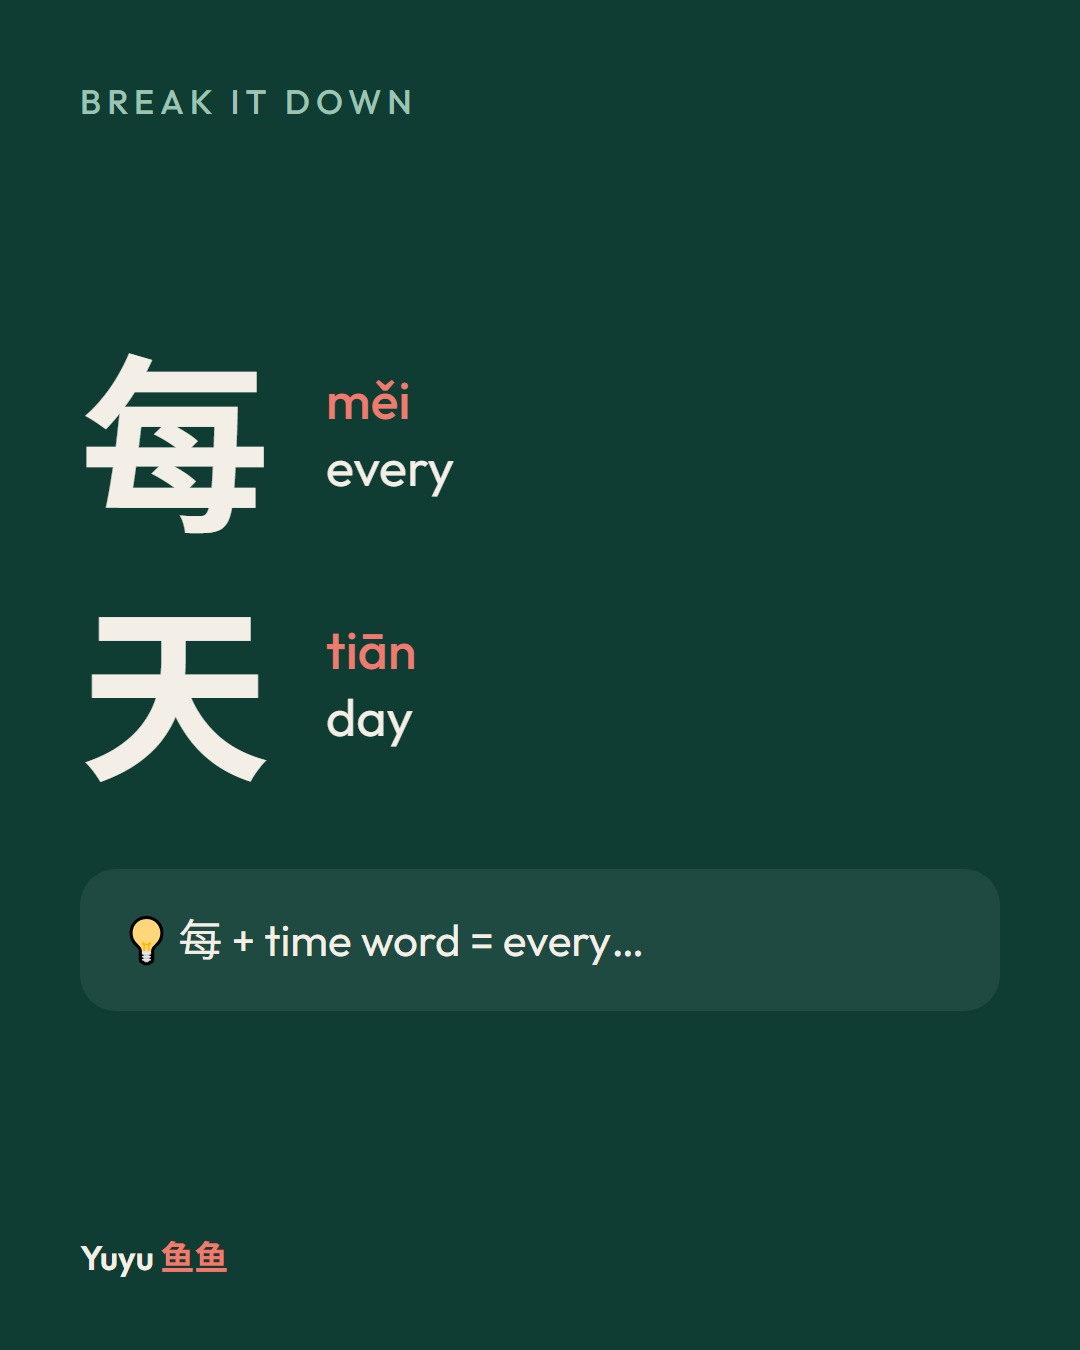 BREAK IT DOWN
每
měi
every
天
tiān
day
💡 每 + time word = every...
Yuyu 鱼鱼